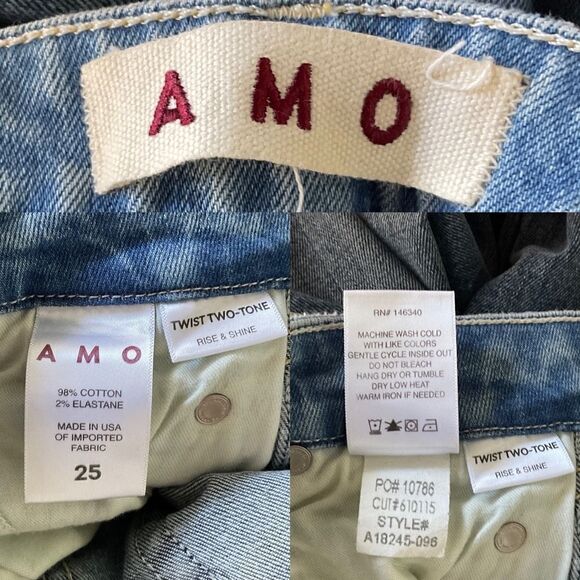 AMO
AMO
98% COTTON
2% ELASTANE
MADE IN USA
OF IMPORTED
FABRIC
25
TWIST TWO-TONE
RISE & SHINE
RN# 146340
MACHINE WASH COLD
WITH LIKE COLORS
GENTLE CYCLE INSIDE OUT
DO NOT BLEACH
HANG DRY OR TUMBLE
DRY LOW HEAT
WARM IRON IF NEEDED
PO# 10786
CUT#610115
STYLE#
A18245-096
TWIST TWO-TONE
RISE & SHINE